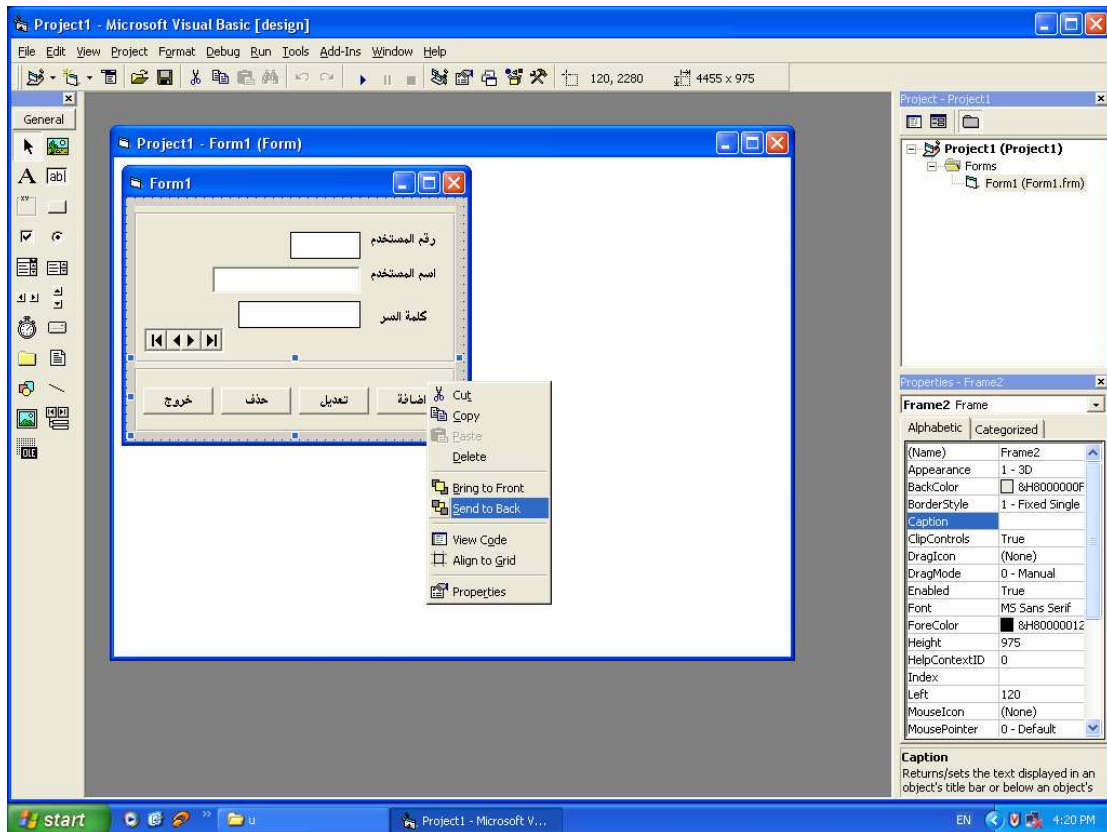 Project1 - Microsoft Visual Basic [design]
File Edit View Project Format Debug Run Tools Add-Ins Window Help
120, 2280 4455 x 975
General
A ab|
XY
OLE
Project1 - Form1 (Form)
Form1
رقم المستخدم
اسم المستخدم
كلمة السر
اضافة تعديل حذف خروج
Cut
Copy
Paste
Delete
Bring to Front
Send to Back
View Code
Align to Grid
Properties
Project - Project1
Project1 (Project1)
Forms
Form1 (Form1.frm)
Properties - Frame2
Frame2 Frame
Alphabetic Categorized
(Name) Frame2
Appearance 1 - 3D
BackColor &H8000000F
BorderStyle 1 - Fixed Single
Caption
ClipControls True
DragIcon (None)
DragMode 0 - Manual
Enabled True
Font MS Sans Serif
ForeColor &H80000012
Height 975
HelpContextID 0
Index
Left 120
MouseIcon (None)
MousePointer 0 - Default
Caption
Returns/sets the text displayed in an
object's title bar or below an object's
start u Project1 - Microsoft V... EN 4:20 PM